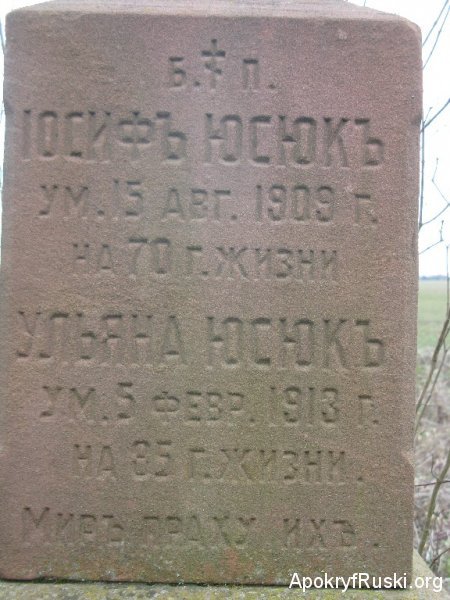 Б. † П.
ІОСИФЪ ЮСЮКЪ
УМ. 15 АВГ. 1909 Г.
НА 70 Г. ЖИЗНИ
УЛЬЯНА ЮСЮКЪ
УМ. 5 ФЕВР. 1913 Г.
НА 85 Г. ЖИЗНИ.
МИРЪ ПРАХУ ИХЪ.
ApokryfRuski.org